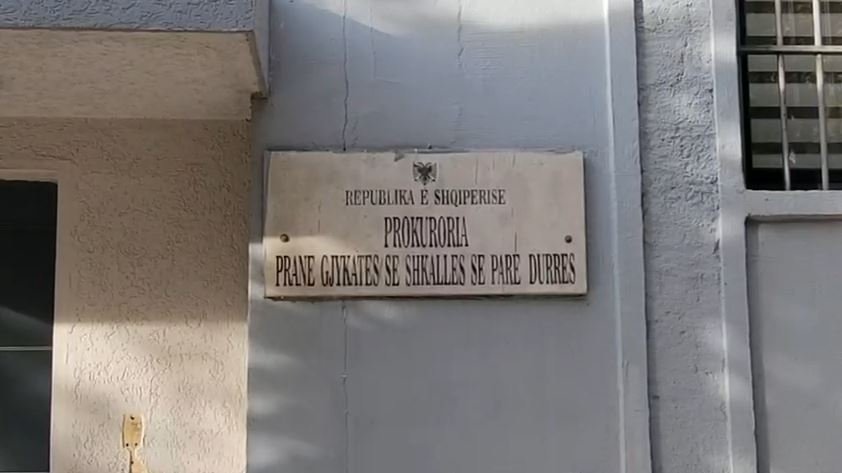 REPUBLIKA E SHQIPERISE
PROKURORIA
PRANE GJYKATES SE SHKALLES SE PARE DURRES